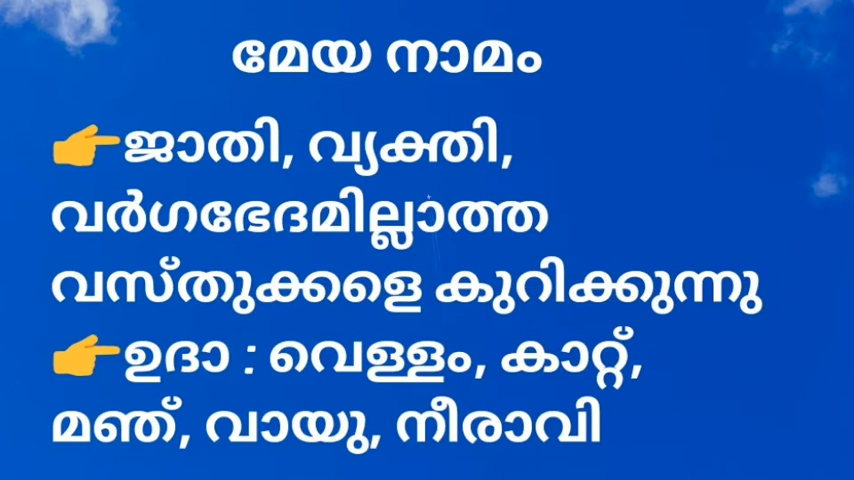 മേയ നാമം
👉ജാതി, വ്യക്തി,
വർഗഭേദമില്ലാത്ത
വസ്തുക്കളെ കുറിക്കുന്നു
👉ഉദാ : വെള്ളം, കാറ്റ്,
മഞ്, വായു, നീരാവി